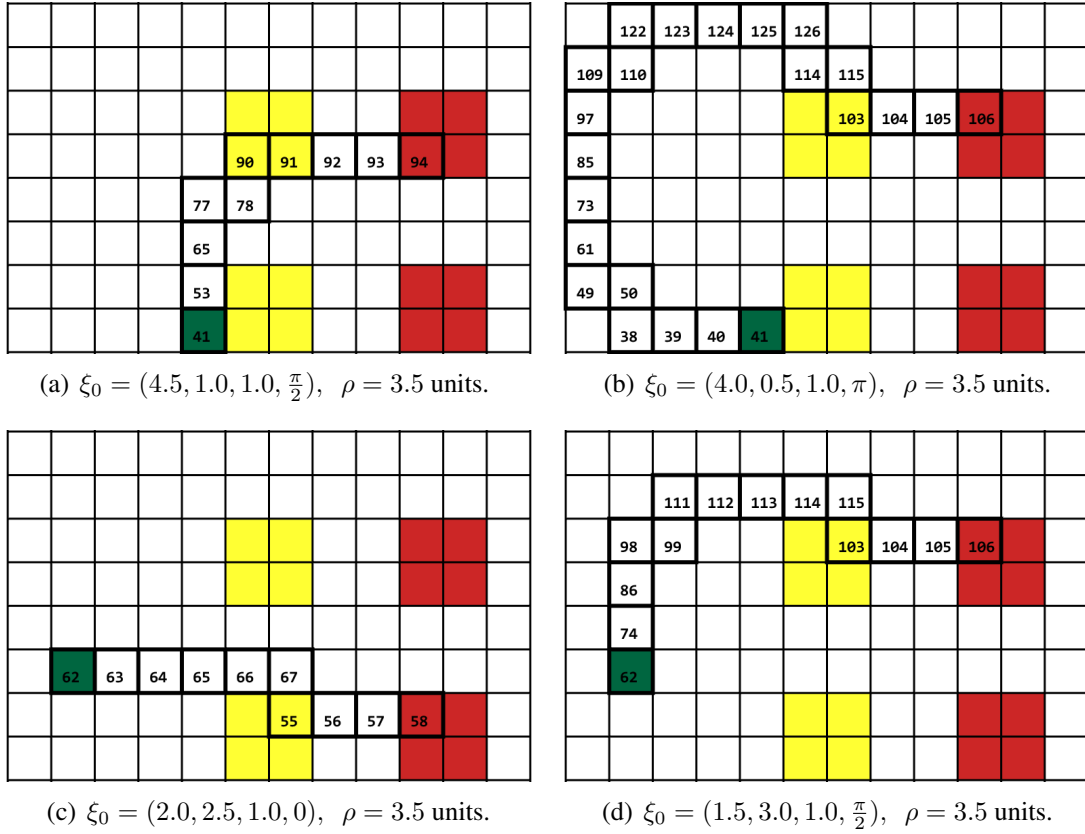 122 123 124 125 126
109 110 114 115
97 103 104 105 106
90 91 92 93 94 85
77 78 73
65 61
53 49 50
41 38 39 40 41
(a) ξ₀ = (4.5, 1.0, 1.0, π/2), ρ = 3.5 units. (b) ξ₀ = (4.0, 0.5, 1.0, π), ρ = 3.5 units.
111 112 113 114 115
98 99 103 104 105 106
86
74
62 63 64 65 66 67 62
55 56 57 58
(c) ξ₀ = (2.0, 2.5, 1.0, 0), ρ = 3.5 units. (d) ξ₀ = (1.5, 3.0, 1.0, π/2), ρ = 3.5 units.